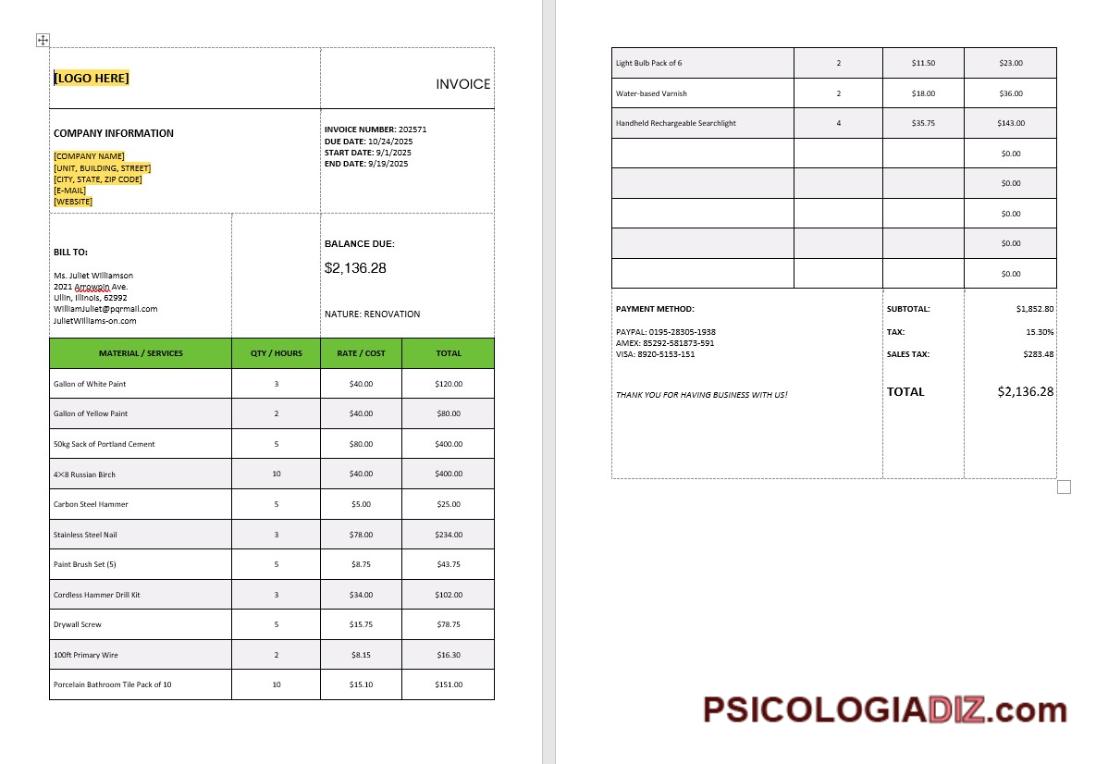 [LOGO HERE]
INVOICE
COMPANY INFORMATION
[COMPANY NAME]
[UNIT, BUILDING, STREET]
[CITY, STATE, ZIP CODE]
[E-MAIL]
[WEBSITE]
INVOICE NUMBER: 202571
DUE DATE: 10/24/2025
START DATE: 9/1/2025
END DATE: 9/19/2025
BILL TO:
Ms. Juliet Williamson
2021 Arrowpin Ave.
Ullin, Illinois, 62992
WilliamJuliet@pqrmail.com
JulietWilliams-on.com
BALANCE DUE:
$2,136.28
NATURE: RENOVATION
MATERIAL / SERVICES QTY / HOURS RATE / COST TOTAL
Gallon of White Paint 3 $40.00 $120.00
Gallon of Yellow Paint 2 $40.00 $80.00
50kg Sack of Portland Cement 5 $80.00 $400.00
4×8 Russian Birch 10 $40.00 $400.00
Carbon Steel Hammer 5 $5.00 $25.00
Stainless Steel Nail 3 $78.00 $234.00
Paint Brush Set (5) 5 $8.75 $43.75
Cordless Hammer Drill Kit 3 $34.00 $102.00
Drywall Screw 5 $15.75 $78.75
100ft Primary Wire 2 $8.15 $16.30
Porcelain Bathroom Tile Pack of 10 10 $15.10 $151.00
Light Bulb Pack of 6 2 $11.50 $23.00
Water-based Varnish 2 $18.00 $36.00
Handheld Rechargeable Searchlight 4 $35.75 $143.00
$0.00
$0.00
$0.00
$0.00
$0.00
PAYMENT METHOD:
PAYPAL: 0195-28305-1938
AMEX: 85292-581873-591
VISA: 8920-5153-151
THANK YOU FOR HAVING BUSINESS WITH US!
SUBTOTAL: $1,852.80
TAX: 15.30%
SALES TAX: $283.48
TOTAL $2,136.28
PSICOLOGIADIZ.com